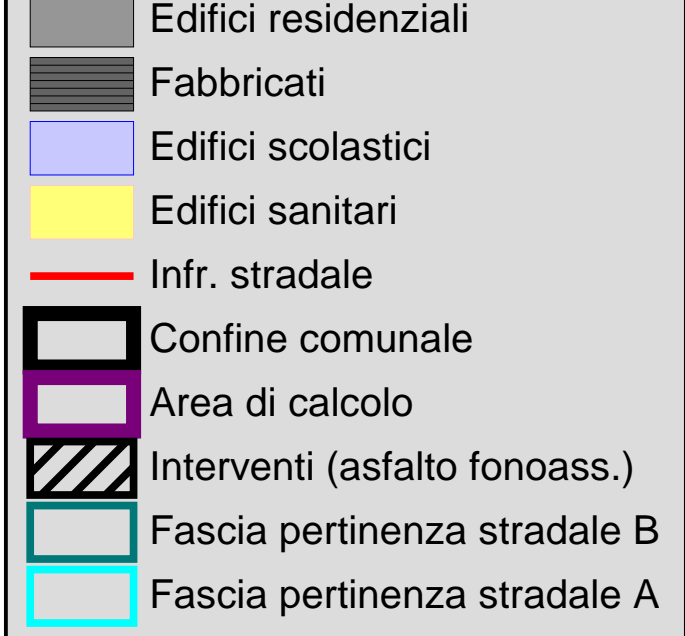 Edifici residenziali
Fabbricati
Edifici scolastici
Edifici sanitari
Infr. stradale
Confine comunale
Area di calcolo
Interventi (asfalto fonoass.)
Fascia pertinenza stradale B
Fascia pertinenza stradale A